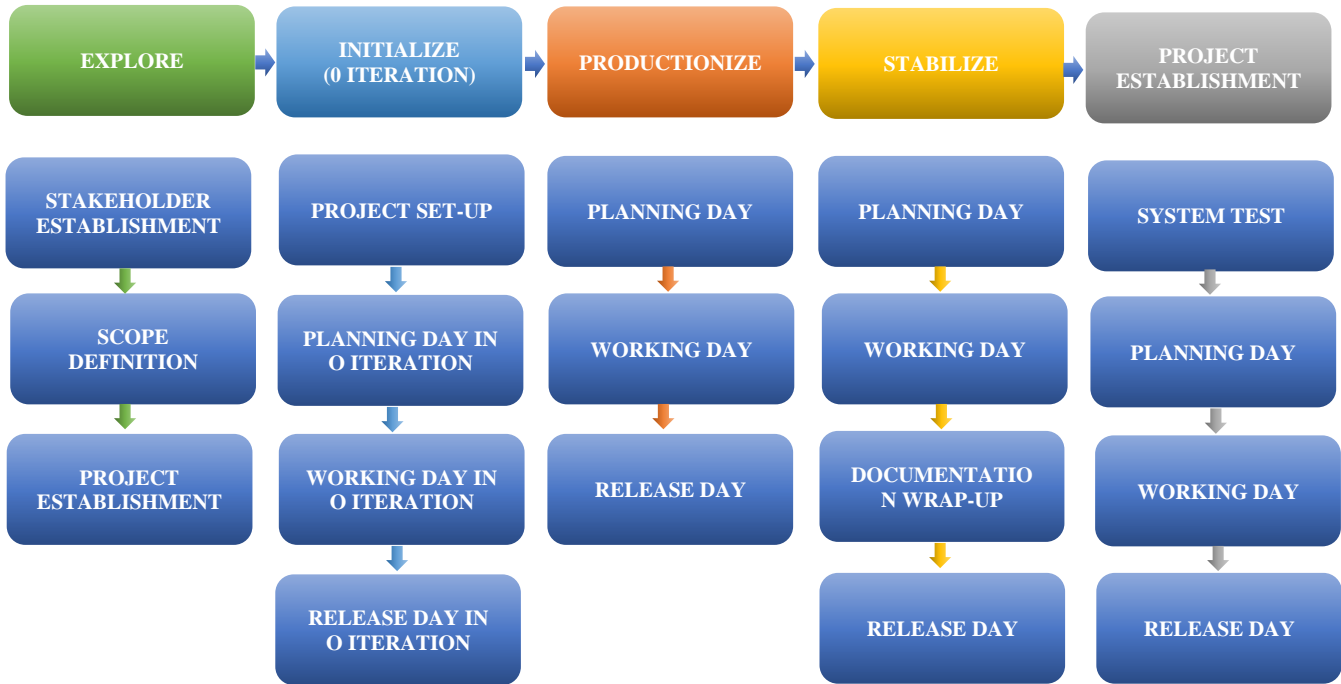 EXPLORE
INITIALIZE
(0 ITERATION)
PRODUCTIONIZE
STABILIZE
PROJECT
ESTABLISHMENT
STAKEHOLDER
ESTABLISHMENT
SCOPE
DEFINITION
PROJECT
ESTABLISHMENT
PROJECT SET-UP
PLANNING DAY IN
O ITERATION
WORKING DAY IN
O ITERATION
RELEASE DAY IN
O ITERATION
PLANNING DAY
WORKING DAY
RELEASE DAY
PLANNING DAY
WORKING DAY
DOCUMENTATIO
N WRAP-UP
RELEASE DAY
SYSTEM TEST
PLANNING DAY
WORKING DAY
RELEASE DAY